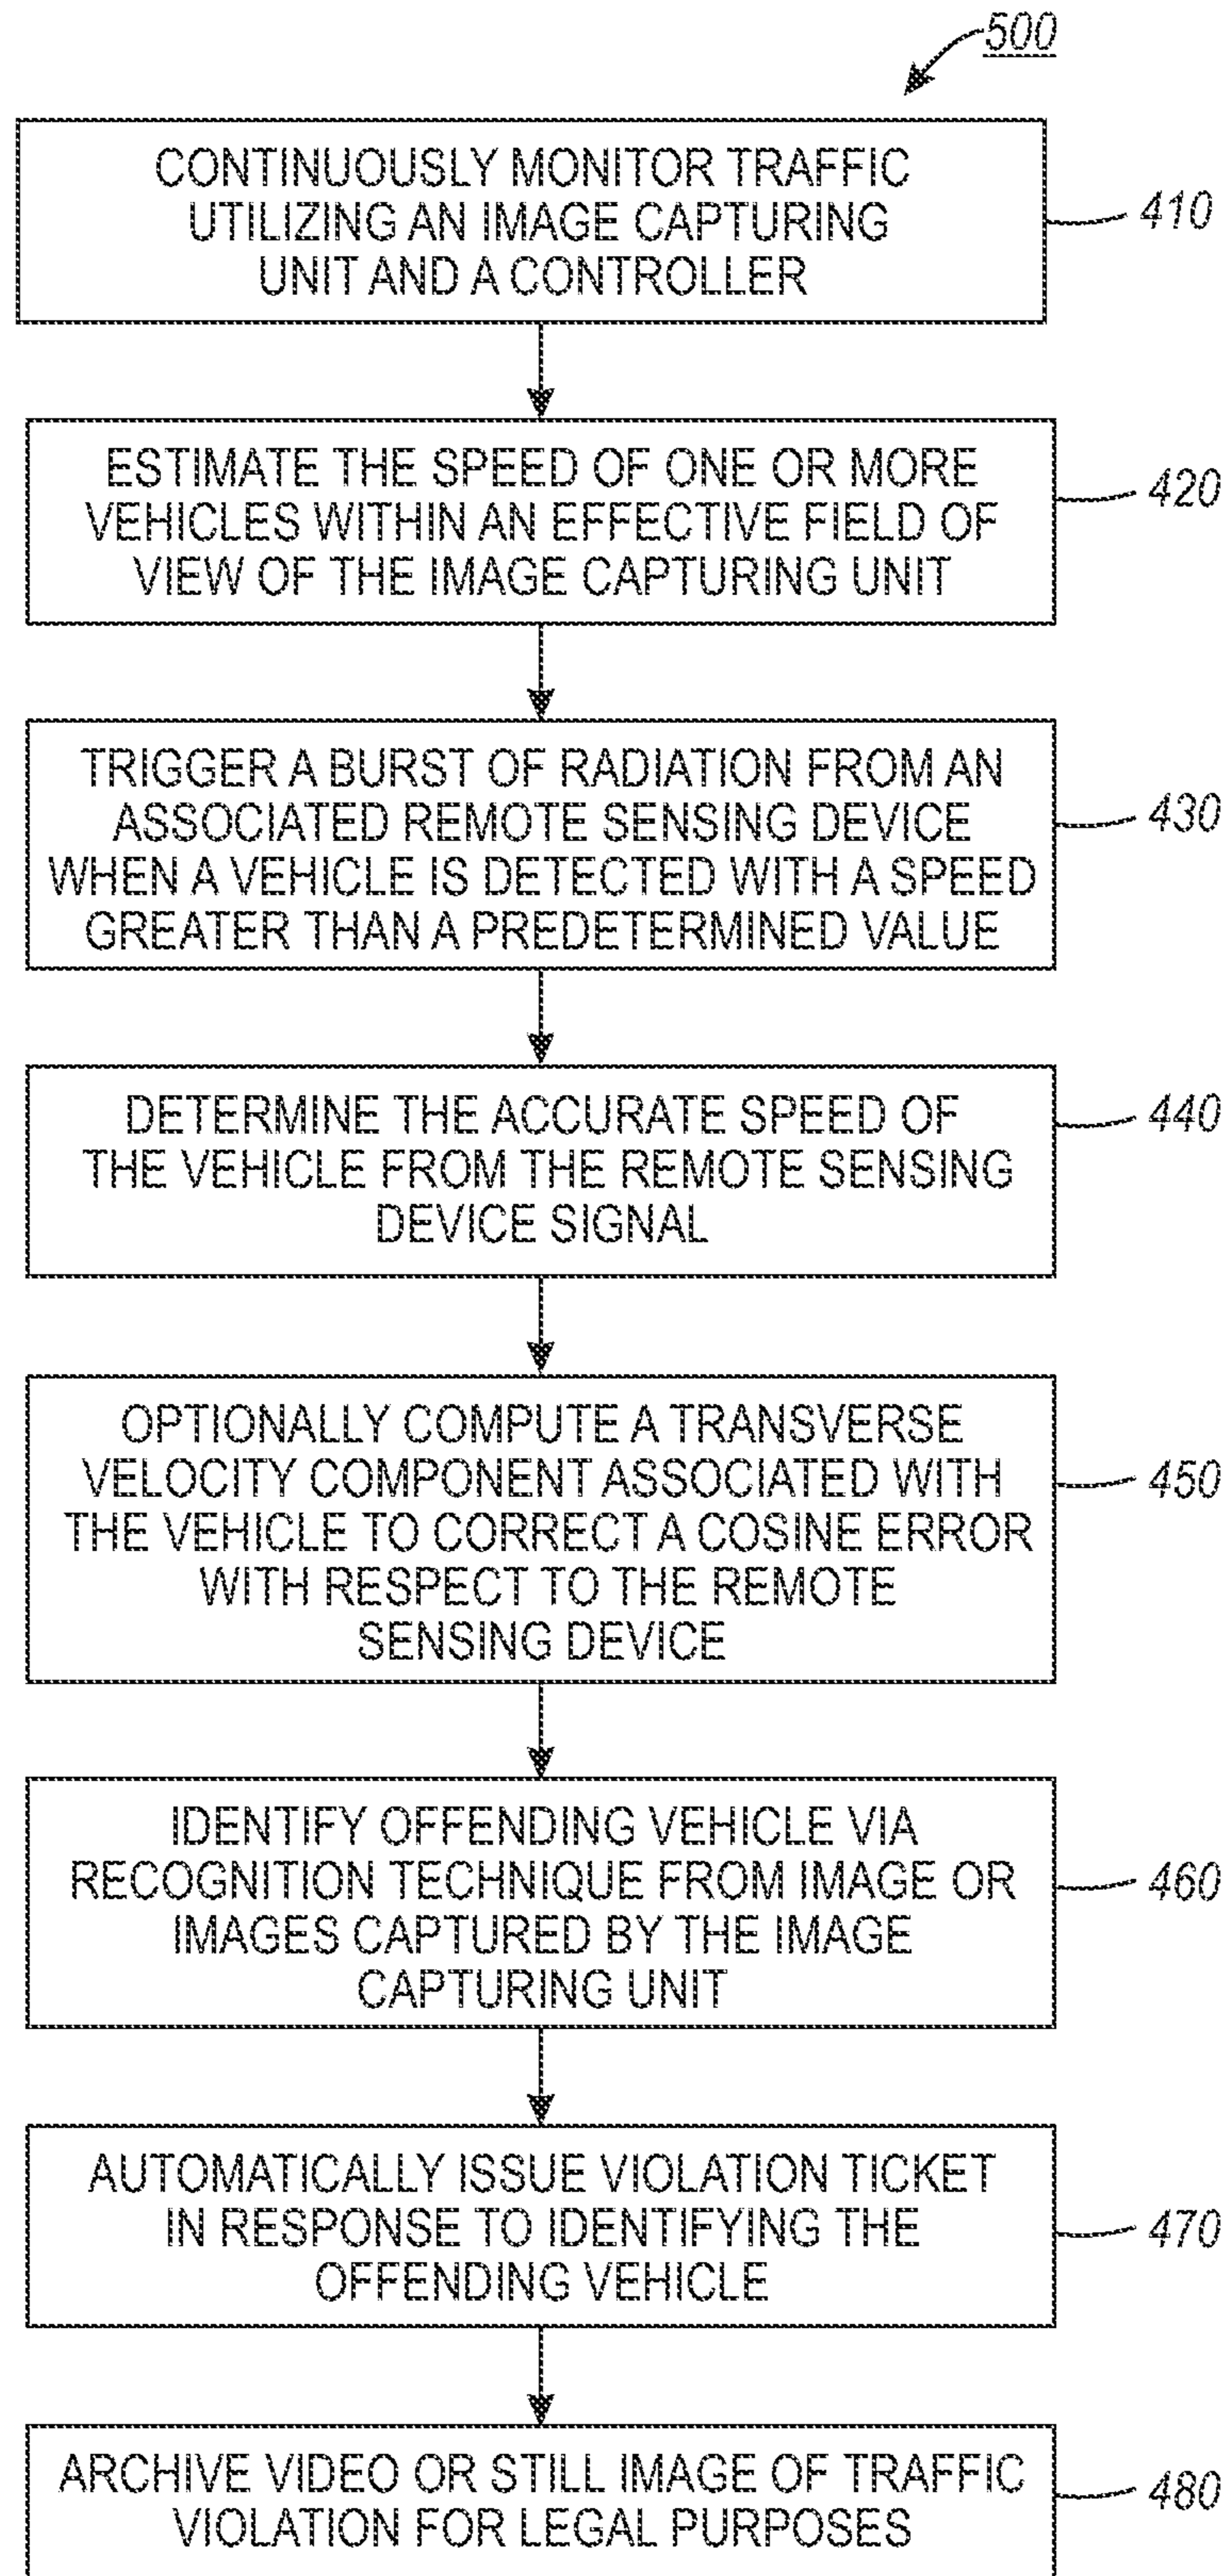 500
CONTINUOUSLY MONITOR TRAFFIC
UTILIZING AN IMAGE CAPTURING
UNIT AND A CONTROLLER
410
ESTIMATE THE SPEED OF ONE OR MORE
VEHICLES WITHIN AN EFFECTIVE FIELD OF
VIEW OF THE IMAGE CAPTURING UNIT
420
TRIGGER A BURST OF RADIATION FROM AN
ASSOCIATED REMOTE SENSING DEVICE
WHEN A VEHICLE IS DETECTED WITH A SPEED
GREATER THAN A PREDETERMINED VALUE
430
DETERMINE THE ACCURATE SPEED OF
THE VEHICLE FROM THE REMOTE SENSING
DEVICE SIGNAL
440
OPTIONALLY COMPUTE A TRANSVERSE
VELOCITY COMPONENT ASSOCIATED WITH
THE VEHICLE TO CORRECT A COSINE ERROR
WITH RESPECT TO THE REMOTE
SENSING DEVICE
450
IDENTIFY OFFENDING VEHICLE VIA
RECOGNITION TECHNIQUE FROM IMAGE OR
IMAGES CAPTURED BY THE IMAGE
CAPTURING UNIT
460
AUTOMATICALLY ISSUE VIOLATION TICKET
IN RESPONSE TO IDENTIFYING THE
OFFENDING VEHICLE
470
ARCHIVE VIDEO OR STILL IMAGE OF TRAFFIC
VIOLATION FOR LEGAL PURPOSES
480